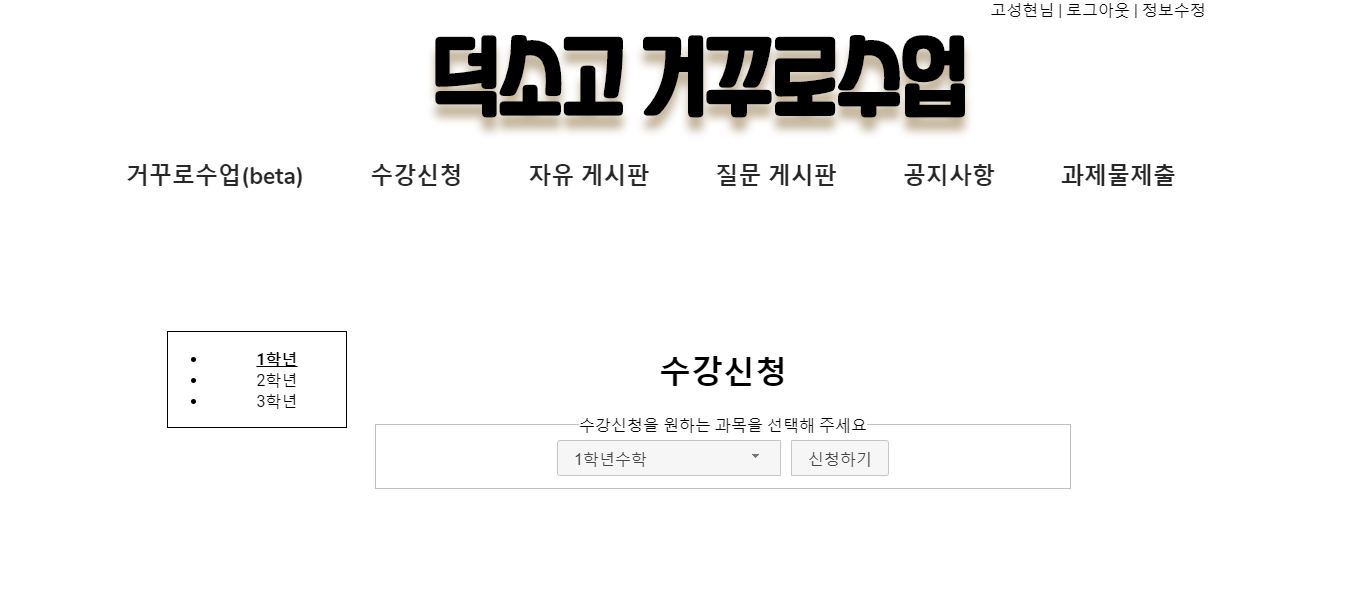 고성현님 | 로그아웃 | 정보수정
덕소고 거꾸로수업
거꾸로수업(beta) 수강신청 자유 게시판 질문 게시판 공지사항 과제물제출
1학년
2학년
3학년
수강신청
수강신청을 원하는 과목을 선택해 주세요
1학년수학 신청하기